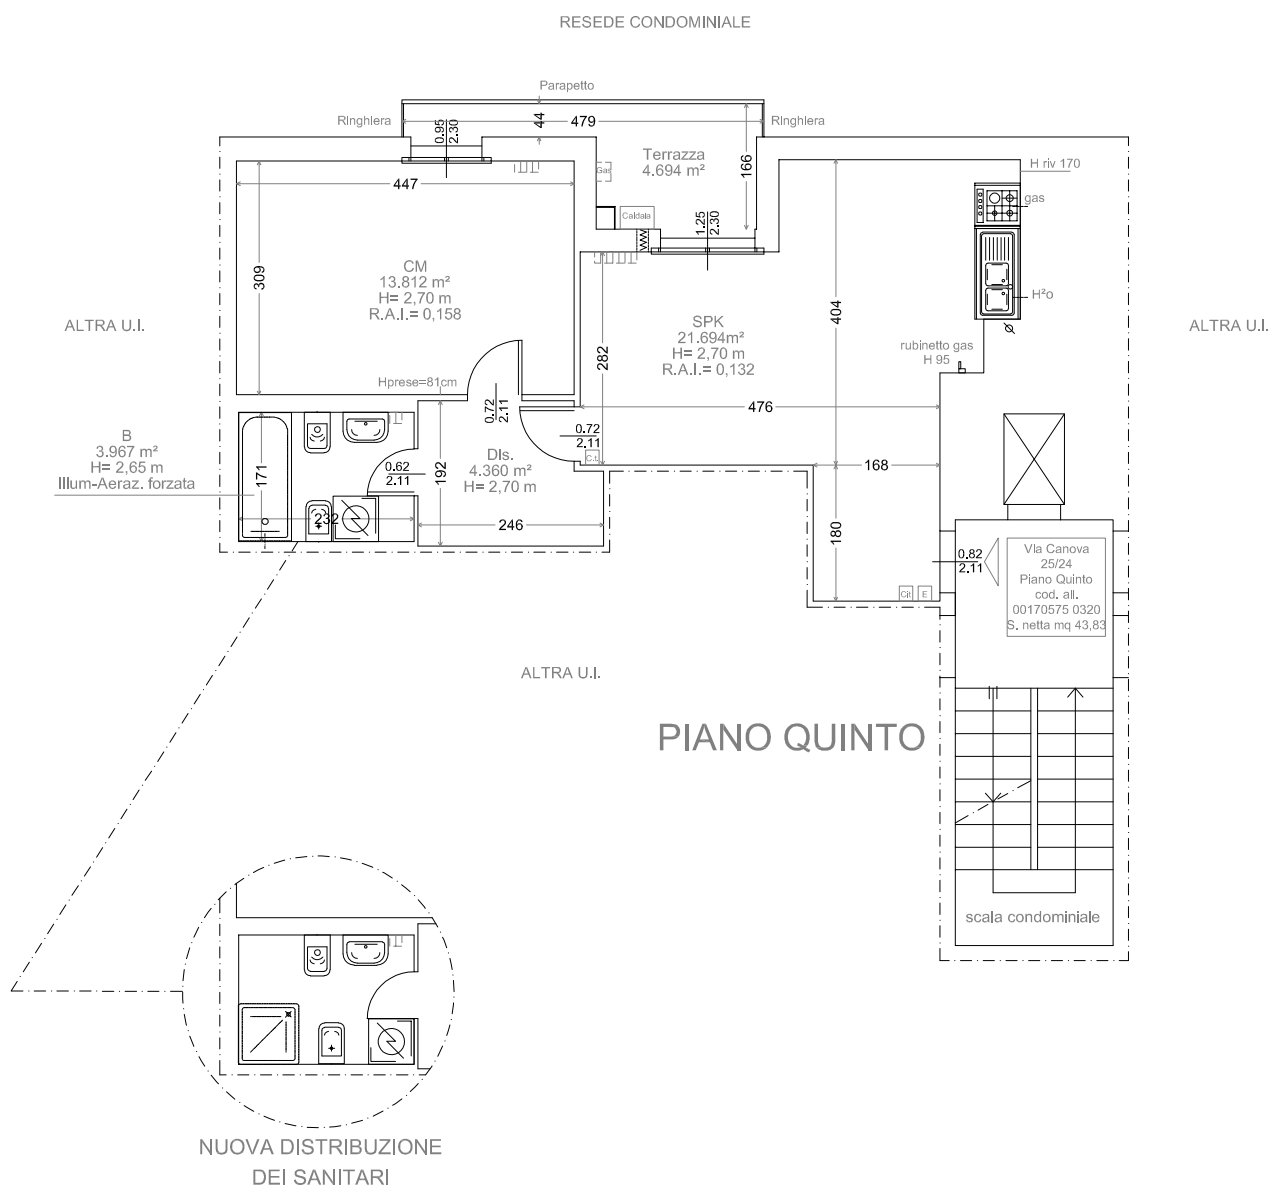 RESEDE CONDOMINIALE
Parapetto
Ringhiera
479
44
Ringhiera
0.95
2.30
Terrazza
4.694 m²
166
Gas
Caldaia
1.25
2.30
H riv 170
gas
447
309
CM
13.812 m²
H= 2,70 m
R.A.I.= 0,158
ALTRA U.I.
SPK
21.694m²
H= 2,70 m
R.A.I.= 0,132
404
282
H²o
ALTRA U.I.
rubinetto gas
H 95
Hprese=81cm
0.72
2.11
476
B
3.967 m²
H= 2,65 m
Illum-Aeraz. forzata
171
232
0.62
2.11
192
Dis.
4.360 m²
H= 2,70 m
246
0.72
2.11
C.t.
168
180
Cit
E
0.82
2.11
Via Canova
25/24
Piano Quinto
cod. all.
00170575 0320
S. netta mq 43,83
ALTRA U.I.
PIANO QUINTO
scala condominiale
NUOVA DISTRIBUZIONE
DEI SANITARI